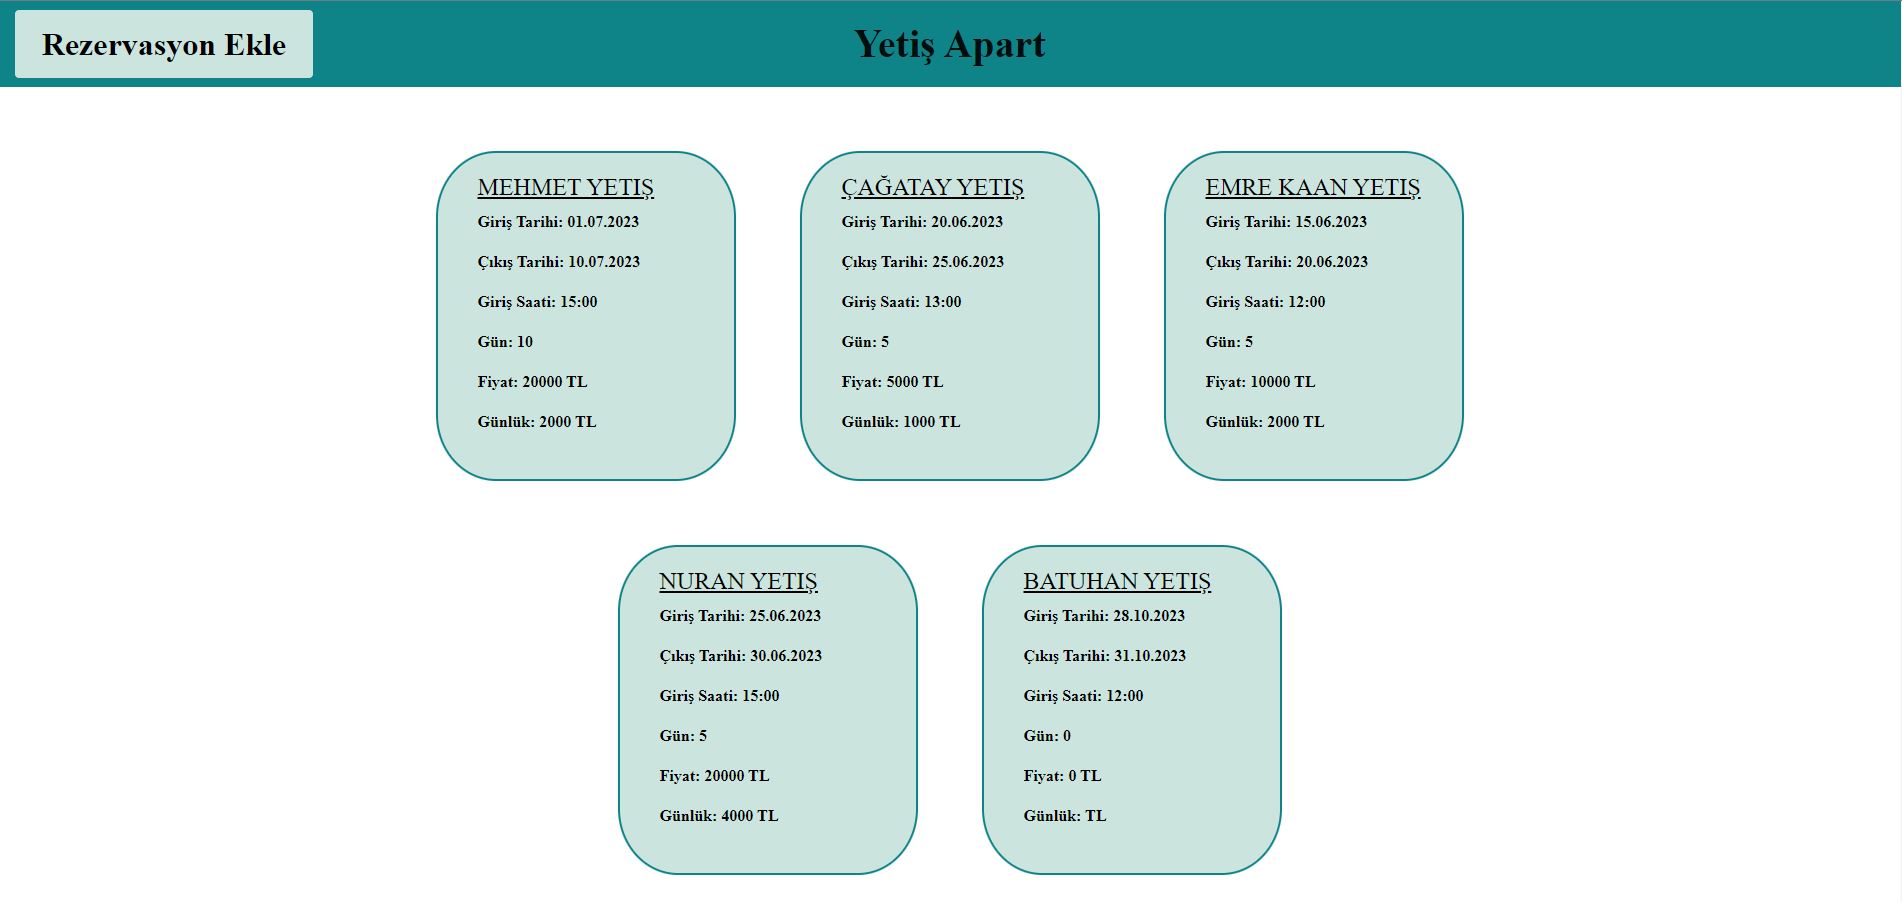 Rezervasyon Ekle
Yetiş Apart
MEHMET YETIŞ
Giriş Tarihi: 01.07.2023
Çıkış Tarihi: 10.07.2023
Giriş Saati: 15:00
Gün: 10
Fiyat: 20000 TL
Günlük: 2000 TL
ÇAĞATAY YETIŞ
Giriş Tarihi: 20.06.2023
Çıkış Tarihi: 25.06.2023
Giriş Saati: 13:00
Gün: 5
Fiyat: 5000 TL
Günlük: 1000 TL
EMRE KAAN YETIŞ
Giriş Tarihi: 15.06.2023
Çıkış Tarihi: 20.06.2023
Giriş Saati: 12:00
Gün: 5
Fiyat: 10000 TL
Günlük: 2000 TL
NURAN YETIŞ
Giriş Tarihi: 25.06.2023
Çıkış Tarihi: 30.06.2023
Giriş Saati: 15:00
Gün: 5
Fiyat: 20000 TL
Günlük: 4000 TL
BATUHAN YETIŞ
Giriş Tarihi: 28.10.2023
Çıkış Tarihi: 31.10.2023
Giriş Saati: 12:00
Gün: 0
Fiyat: 0 TL
Günlük: TL